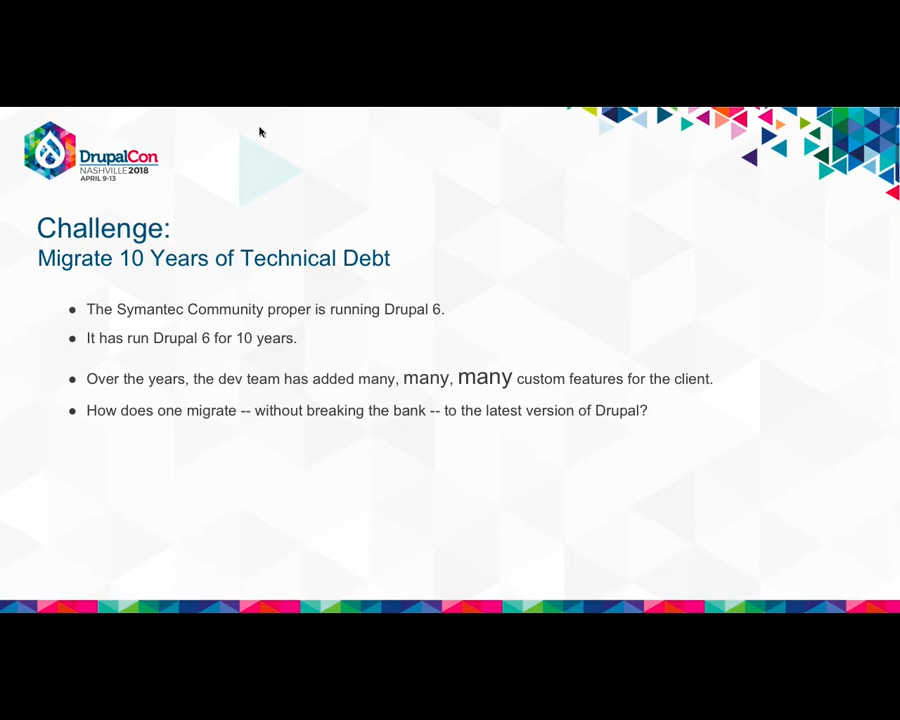 DrupalCon
NASHVILLE 2018
APRIL 9-13
Challenge:
Migrate 10 Years of Technical Debt
● The Symantec Community proper is running Drupal 6.
● It has run Drupal 6 for 10 years.
● Over the years, the dev team has added many, many, many custom features for the client.
● How does one migrate -- without breaking the bank -- to the latest version of Drupal?